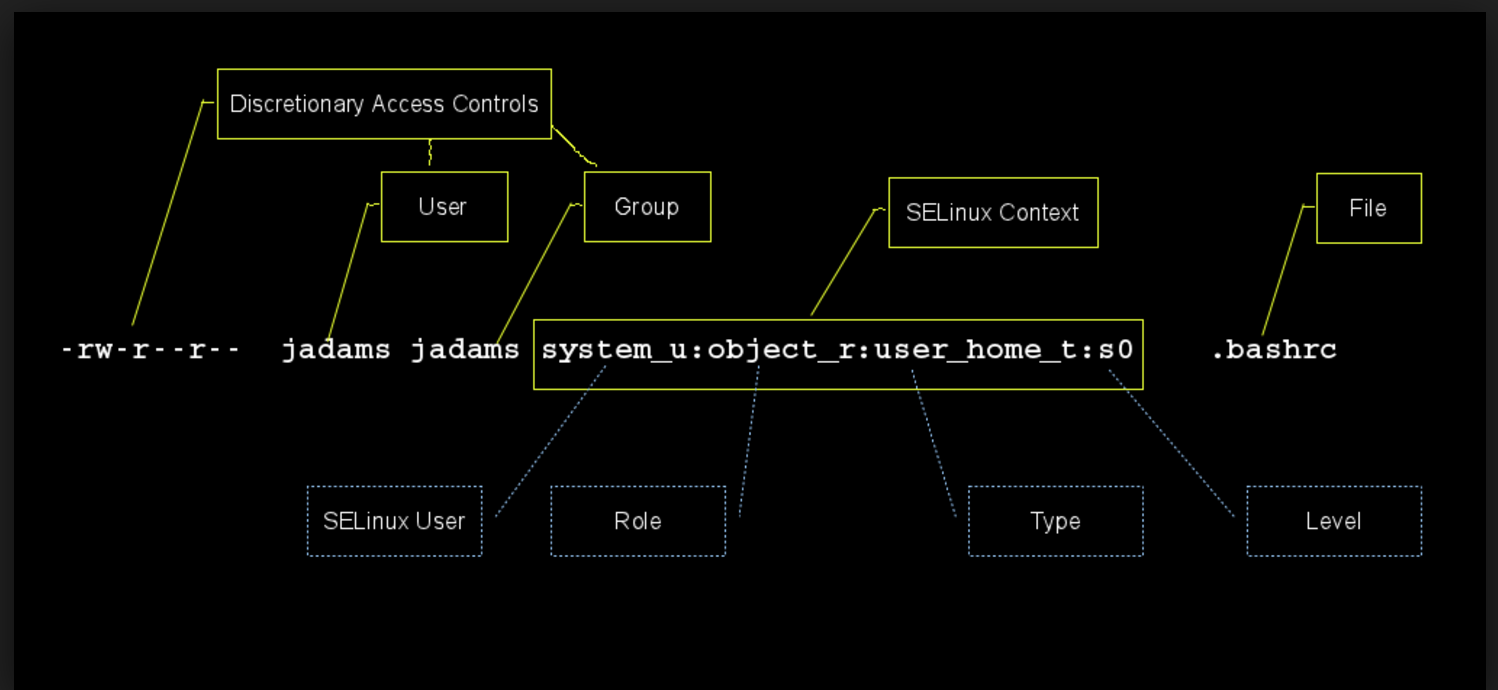 Discretionary Access Controls
User
Group
SELinux Context
File
-rw-r--r-- jadams jadams system_u:object_r:user_home_t:s0 .bashrc
SELinux User
Role
Type
Level